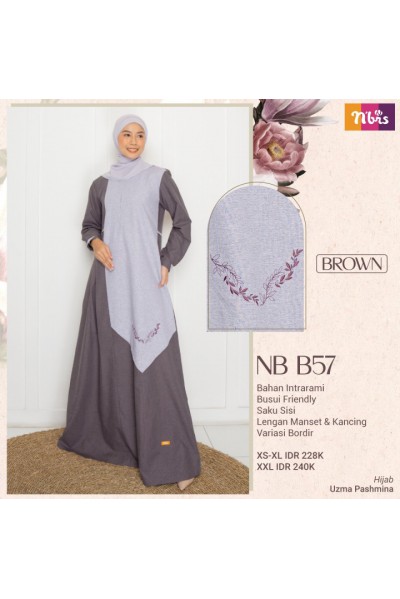 Nbrs
BROWN
NB B57
Bahan Intrarami
Busui Friendly
Saku Sisi
Lengan Manset & Kancing
Variasi Bordir
XS-XL IDR 228K
XXL IDR 240K
Hijab
Uzma Pashmina